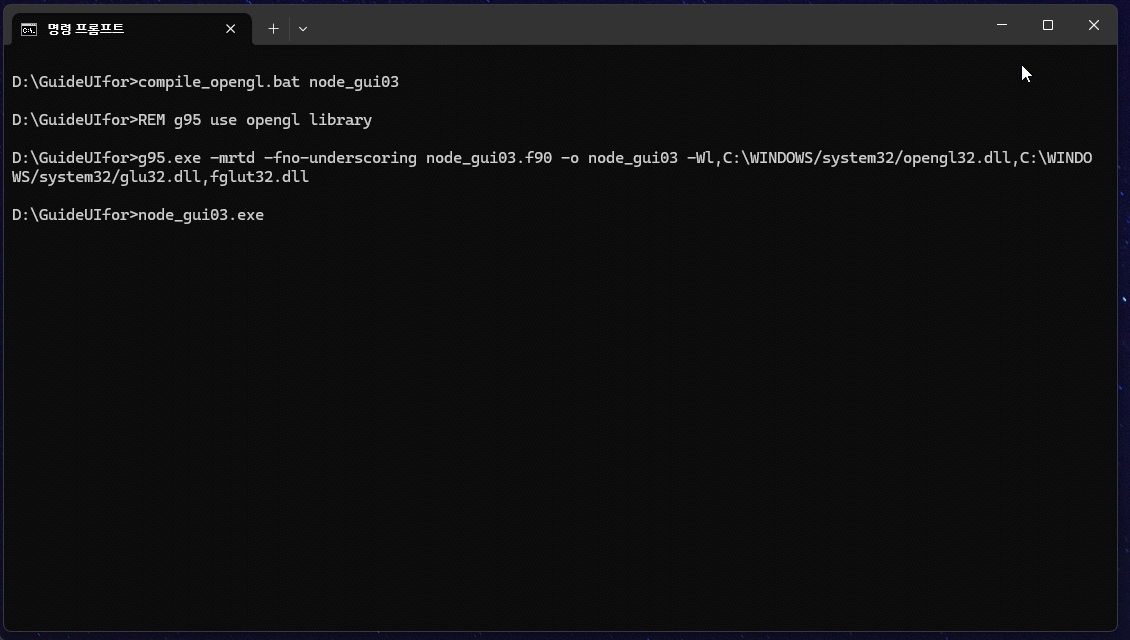 명령 프롬프트
D:\GuideUIfor>compile_opengl.bat node_gui03
D:\GuideUIfor>REM g95 use opengl library
D:\GuideUIfor>g95.exe -mrtd -fno-underscoring node_gui03.f90 -o node_gui03 -Wl,C:\WINDOWS/system32/opengl32.dll,C:\WINDO
WS/system32/glu32.dll,fglut32.dll
D:\GuideUIfor>node_gui03.exe